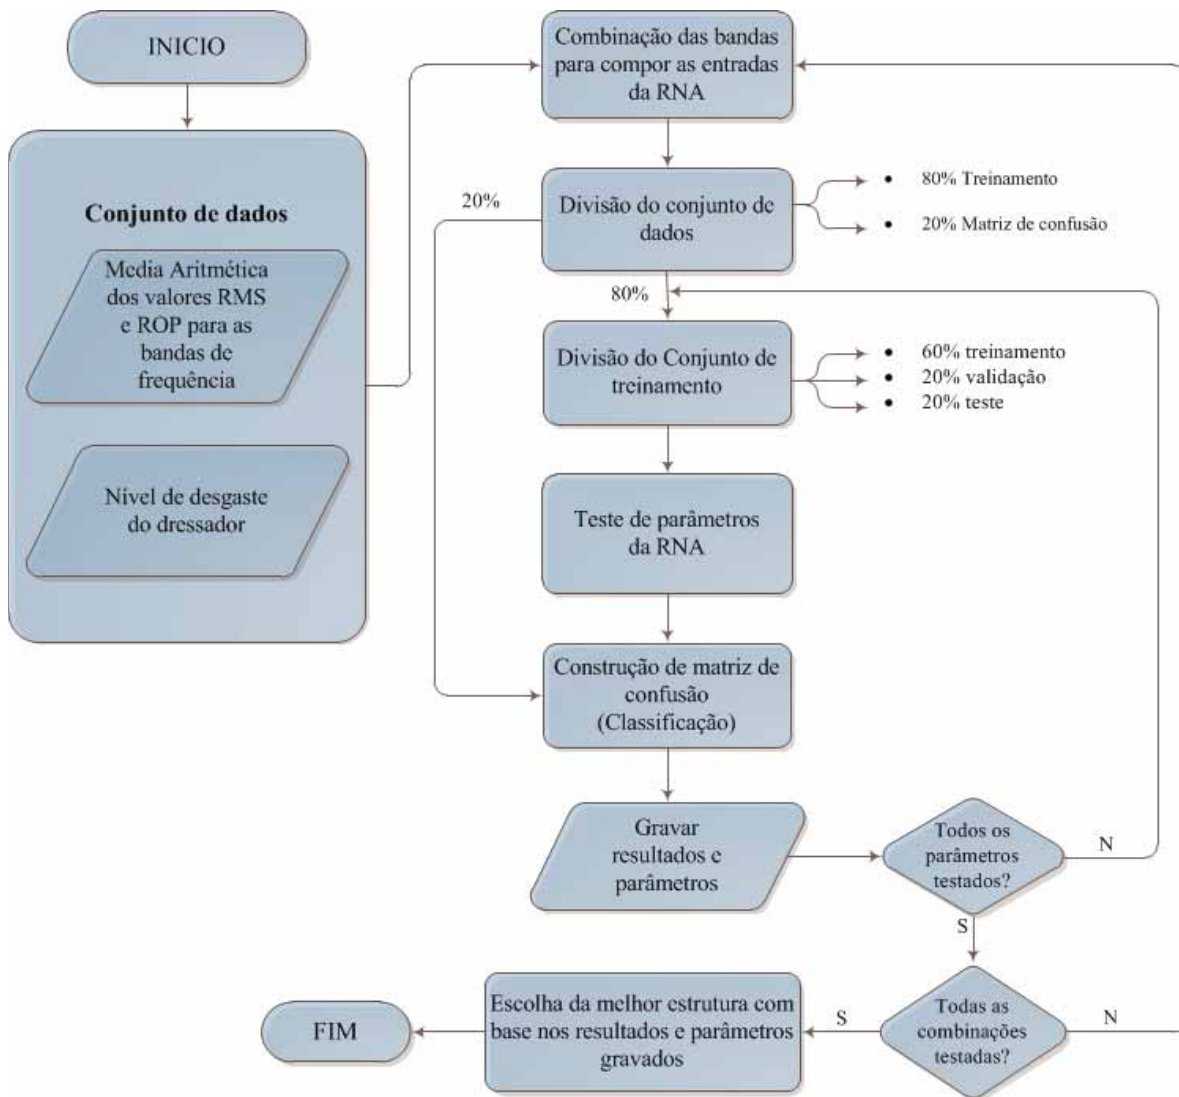 INICIO
Conjunto de dados
Media Aritmética
dos valores RMS
e ROP para as
bandas de
frequência
Nível de desgaste
do dressador
Combinação das bandas
para compor as entradas
da RNA
Divisão do conjunto de
dados
• 80% Treinamento
• 20% Matriz de confusão
20%
80%
Divisão do Conjunto de
treinamento
• 60% treinamento
• 20% validação
• 20% teste
Teste de parâmetros
da RNA
Construção de matriz de
confusão
(Classificação)
Gravar
resultados e
parâmetros
Todos os
parâmetros
testados?
N
S
Todas as
combinações
testadas?
N
S
Escolha da melhor estrutura com
base nos resultados e parâmetros
gravados
FIM